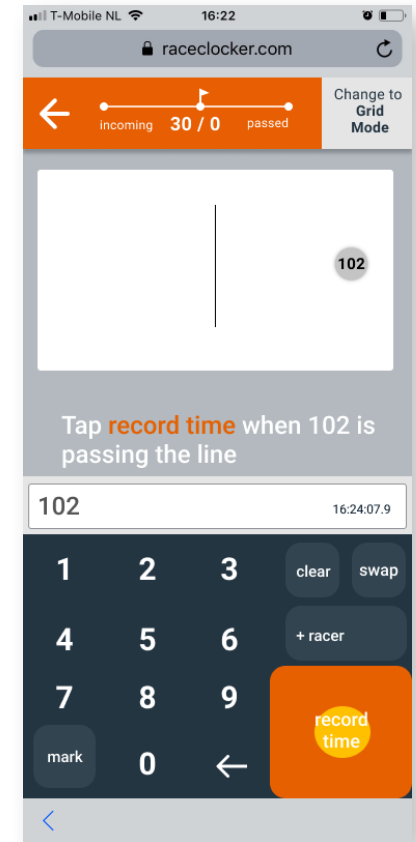 T-Mobile NL 16:22
raceclocker.com
incoming 30 / 0 passed
Change to
Grid
Mode
102
Tap record time when 102 is
passing the line
102 16:24:07.9
1 2 3 clear swap
4 5 6 + racer
7 8 9
record
time
mark 0